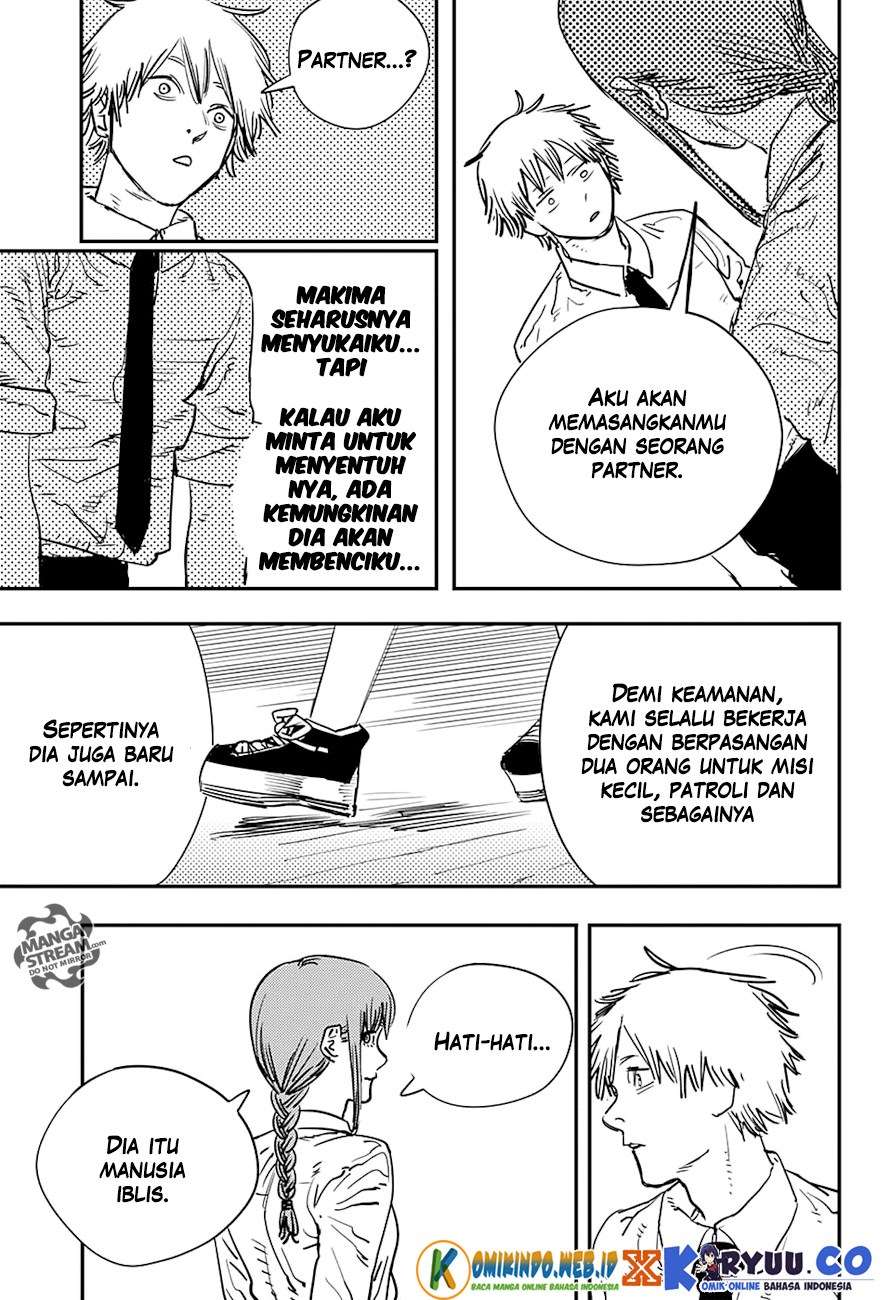 AKU AKAN
MEMASANGKANMU
DENGAN SEORANG
PARTNER.
PARTNER...?
MAKIMA
SEHARUSNYA
MENYUKAIKU...
TAPI
KALAU AKU
MINTA UNTUK
MENYENTUH
NYA, ADA
KEMUNGKINAN
DIA AKAN
MEMBENCIKU...
DEMI KEAMANAN,
KAMI SELALU BEKERJA
DENGAN BERPASANGAN
DUA ORANG UNTUK MISI
KECIL, PATROLI DAN
SEBAGAINYA
SEPERTINYA
DIA JUGA BARU
SAMPAI.
HATI-HATI...
DIA ITU
MANUSIA
IBLIS.
MANGA
STREAM.com
DO NOT MIRROR
KOMIKINDO.WEB.ID
BACA MANGA ONLINE BAHASA INDONESIA
X
KIRYUU.CO
KOMIK ONLINE BAHASA INDONESIA